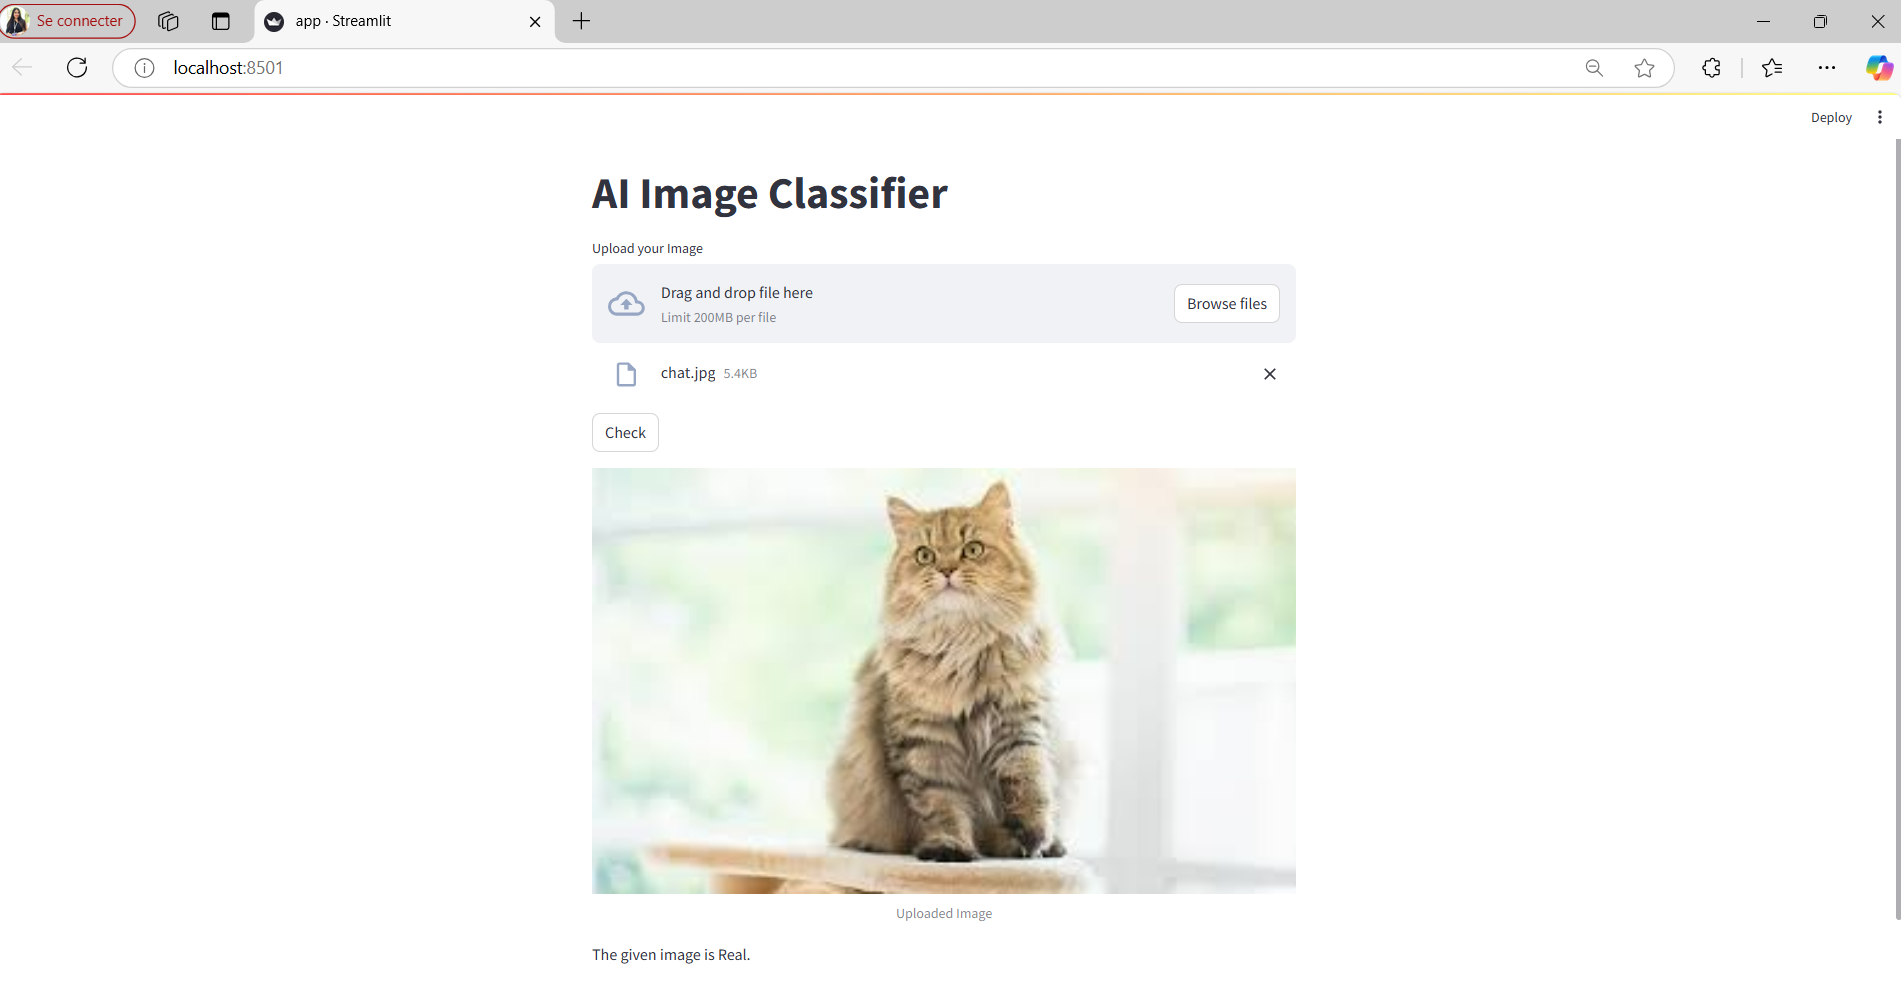 Se connecter
app · Streamlit
localhost:8501
Deploy
AI Image Classifier
Upload your Image
Drag and drop file here
Limit 200MB per file
Browse files
chat.jpg 5.4KB
Check
Uploaded Image
The given image is Real.